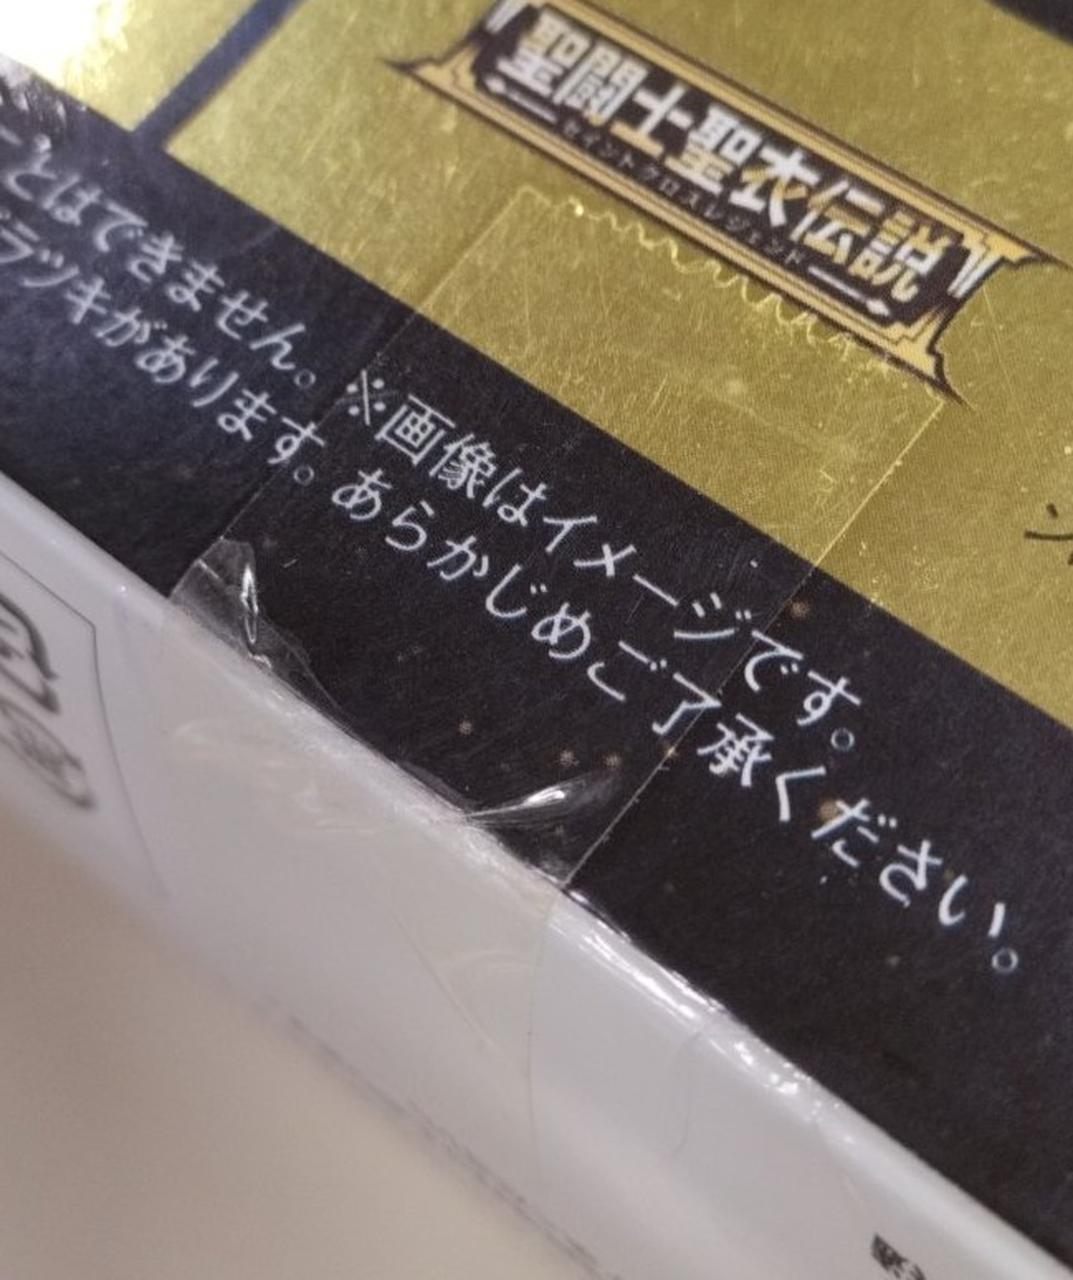 聖闘士聖衣伝説
セイントクロスレジェンド
ことはできません。※画像はイメージです。
ラツキがあります。あらかじめご了承ください。